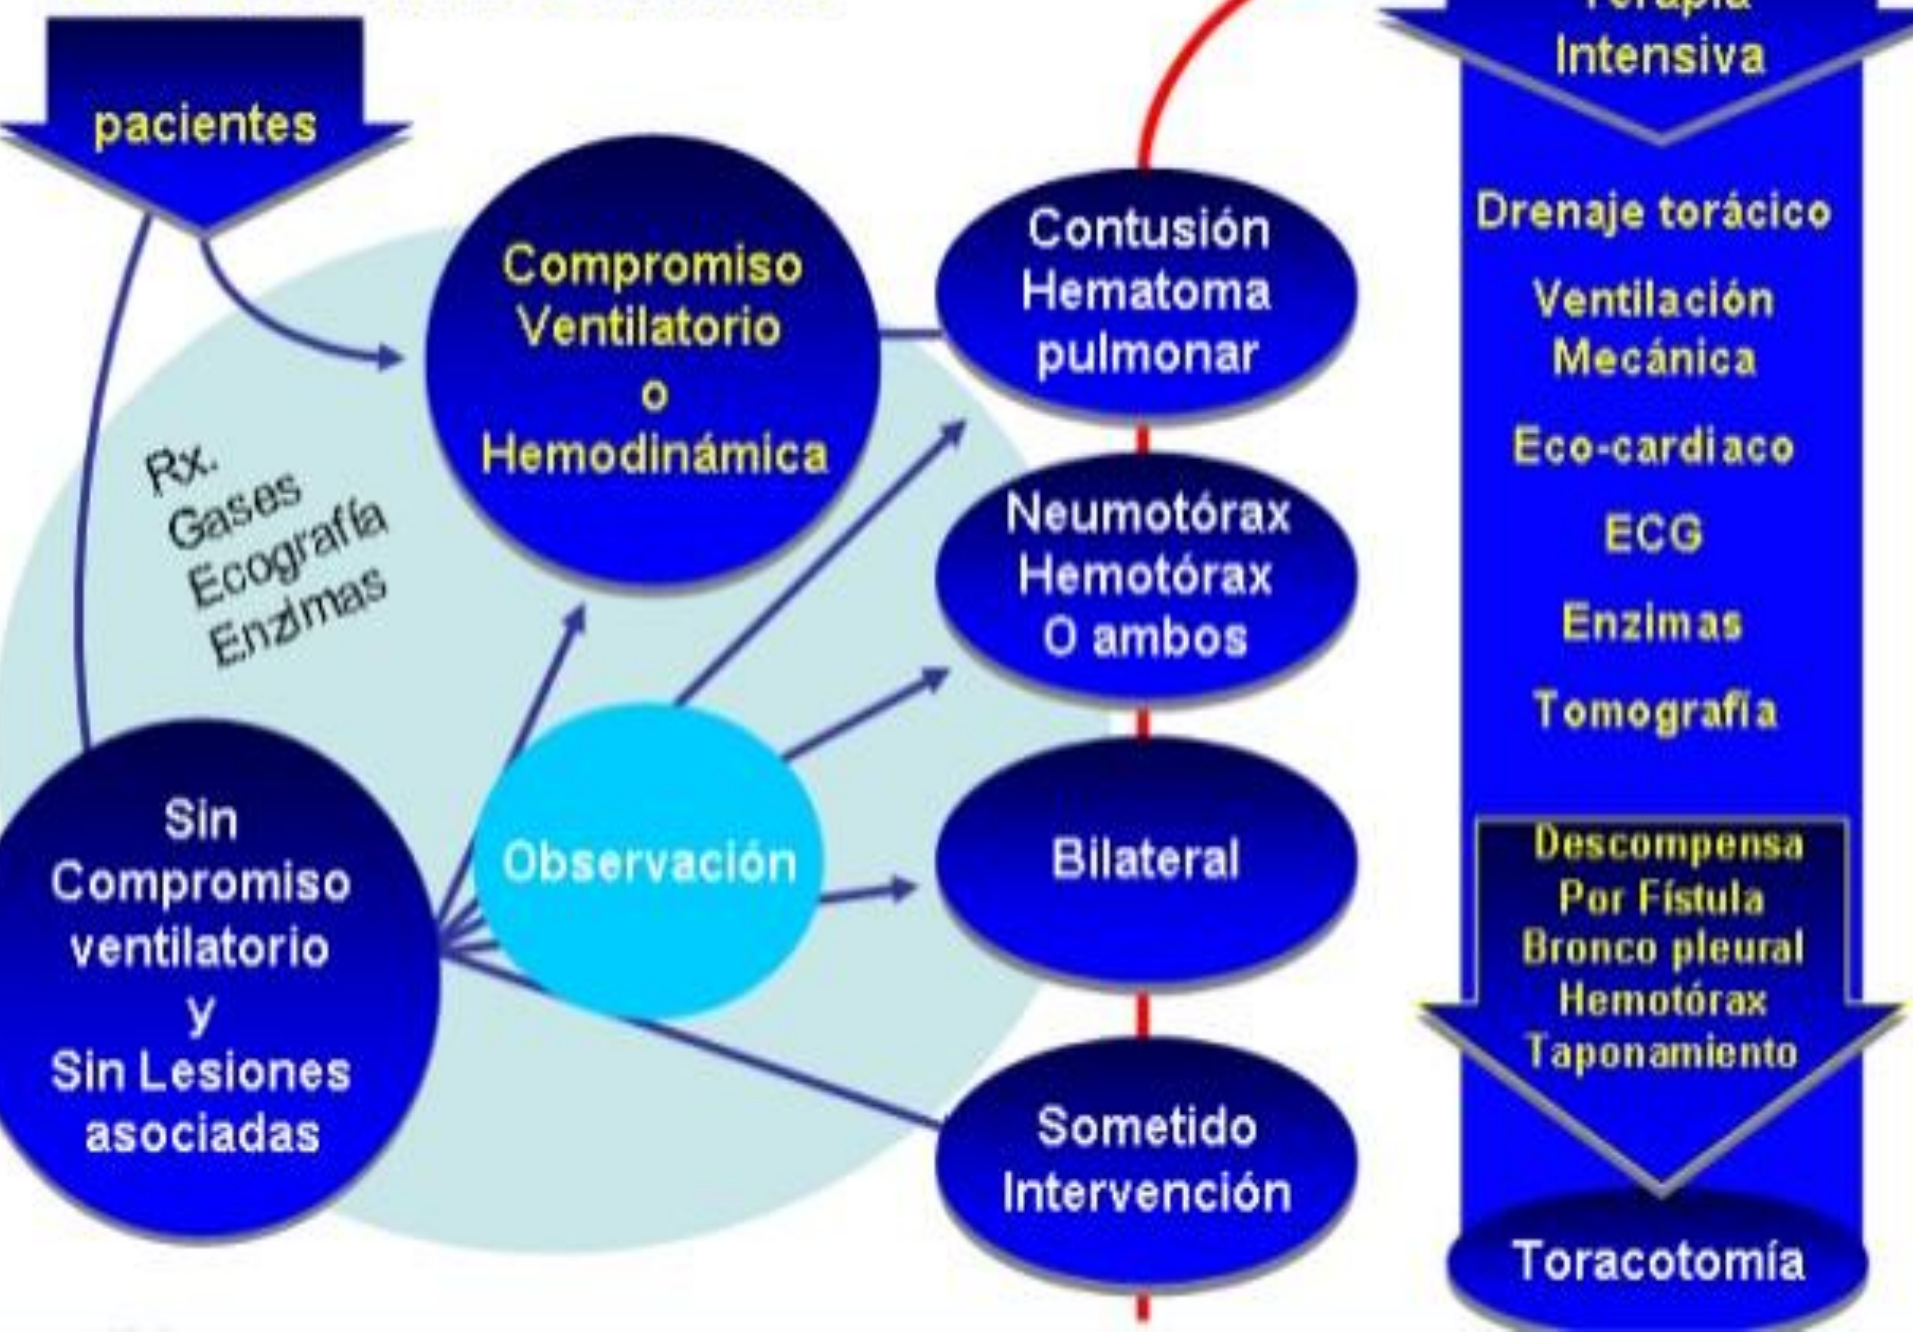 pacientes
Compromiso
Ventilatorio
o
Hemodinámica
Rx.
Gases
Ecografía
Enzimas
Sin
Compromiso
ventilatorio
y
Sin Lesiones
asociadas
Observación
Contusión
Hematoma
pulmonar
Neumotórax
Hemotórax
O ambos
Bilateral
Sometido
Intervención
Terapia
Intensiva
Drenaje torácico
Ventilación
Mecánica
Eco-cardiaco
ECG
Enzimas
Tomografía
Descompensa
Por Fístula
Bronco pleural
Hemotórax
Taponamiento
Toracotomía